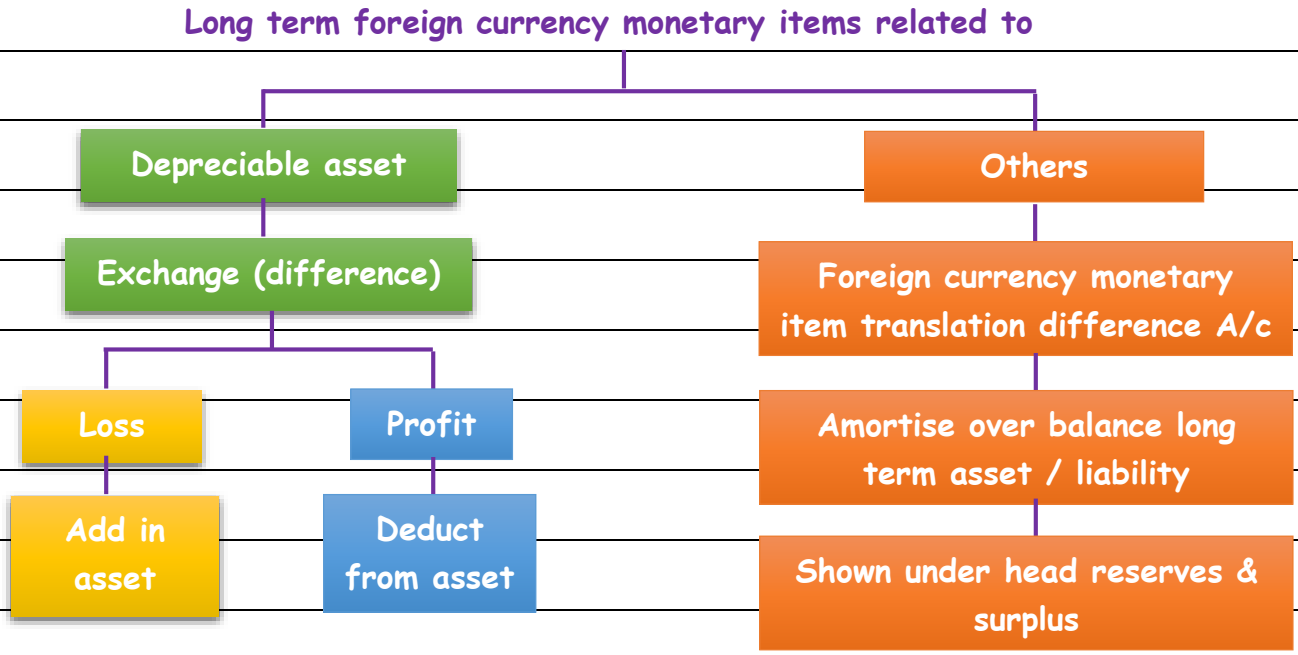 Long term foreign currency monetary items related to
Depreciable asset
Exchange (difference)
Loss
Add in
asset
Profit
Deduct
from asset
Others
Foreign currency monetary
item translation difference A/c
Amortise over balance long
term asset / liability
Shown under head reserves &
surplus